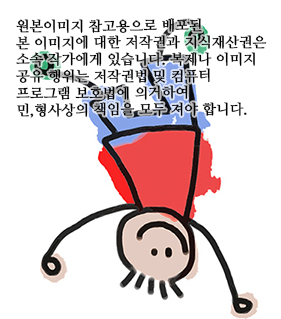 원본이미지 참고용으로 배포된
본 이미지에 대한 저작권과 지식재산권은
소속 작가에게 있습니다. 복제나 이미지
공유 행위는 저작권법 및 컴퓨터
프로그램 보호법에 의거하여
민,형사상의 책임을 모두 져야 합니다.